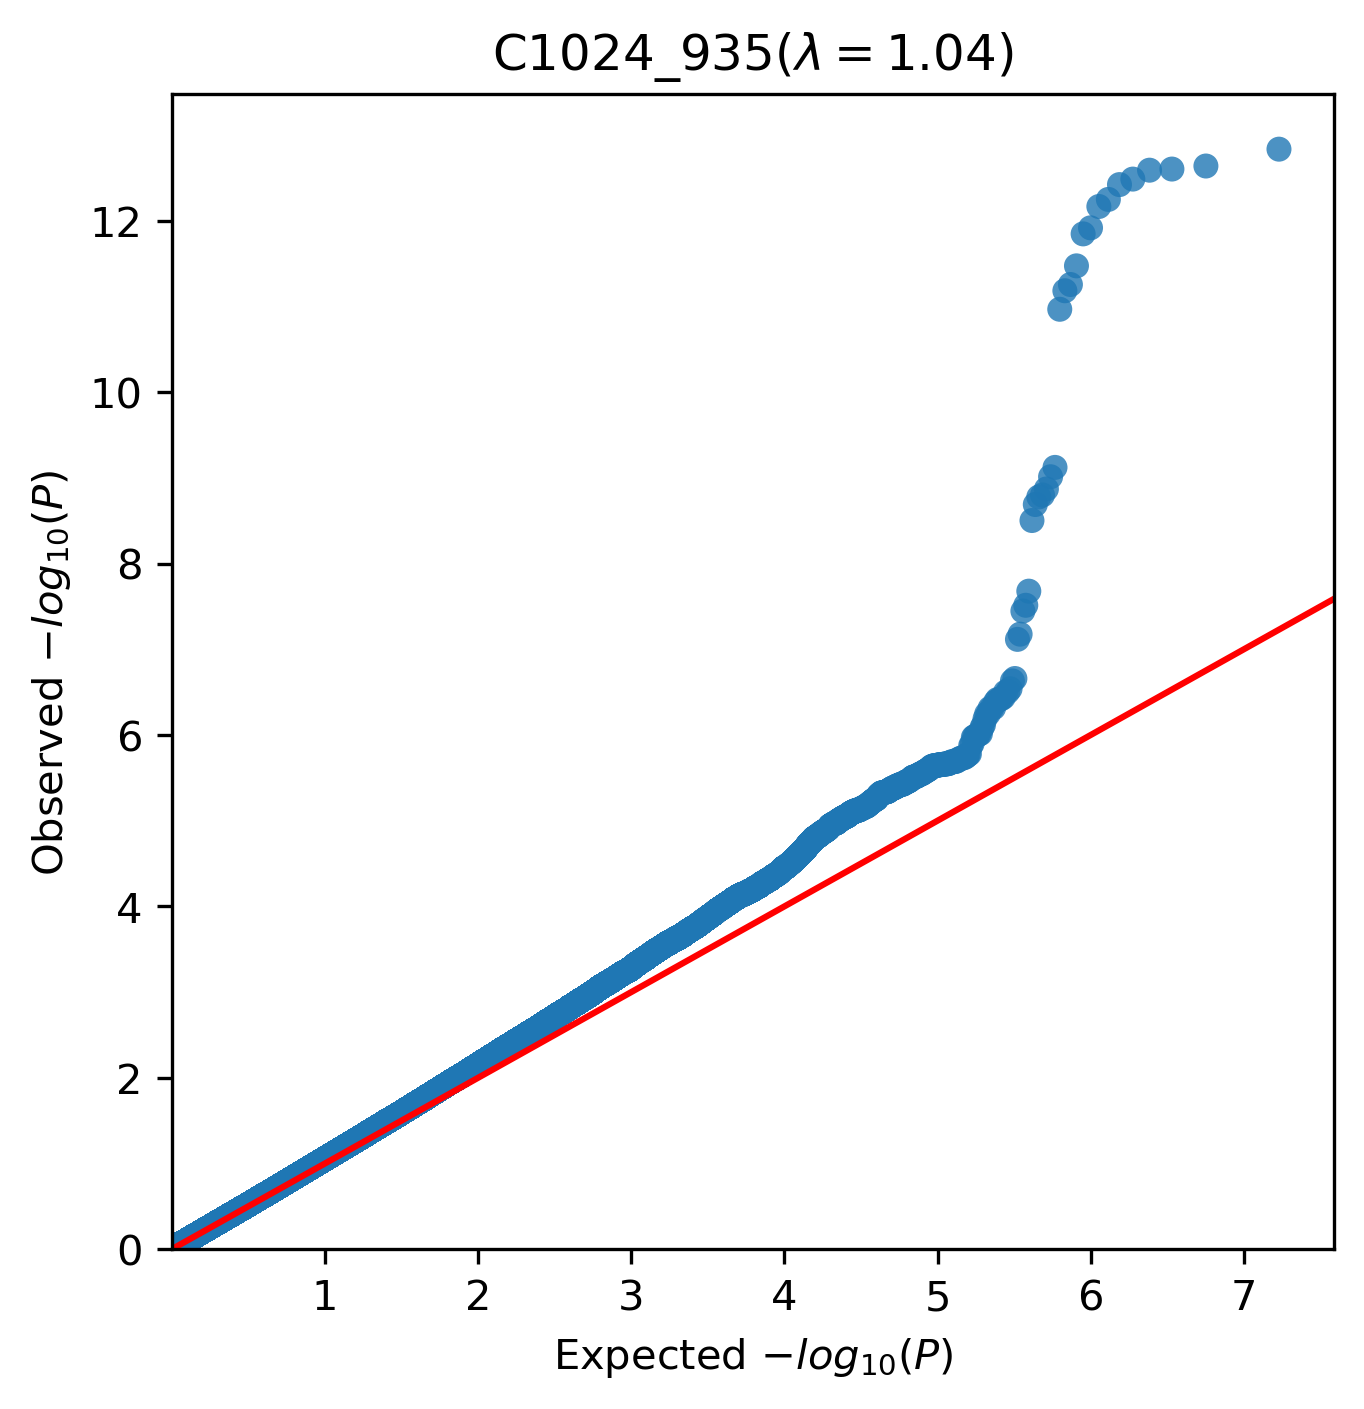 C1024_935(λ = 1.04)
12
10
8
6
4
2
0
Observed −log₁₀(P)
1 2 3 4 5 6 7
Expected −log₁₀(P)